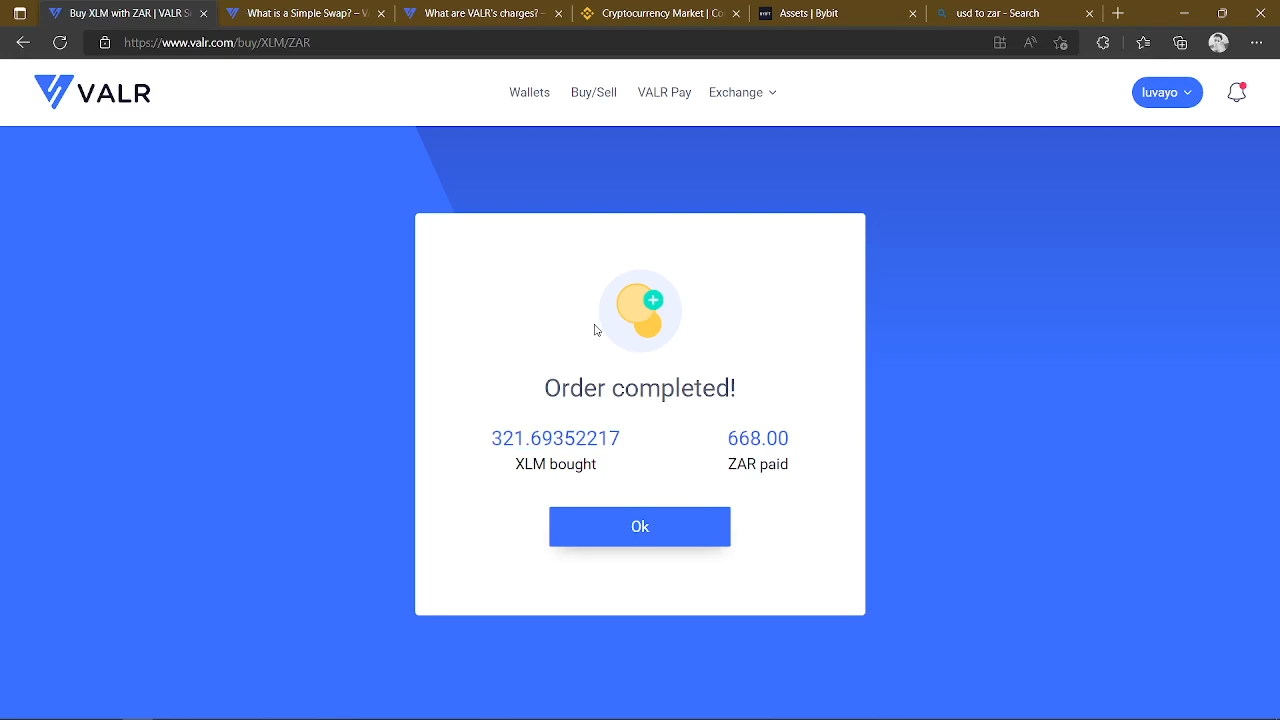 Buy XLM with ZAR | VALR S
What is a Simple Swap? – V
What are VALR's charges? –
Cryptocurrency Market | Co
Assets | Bybit
usd to zar - Search
https://www.valr.com/buy/XLM/ZAR
VALR
Wallets
Buy/Sell
VALR Pay
Exchange
luvayo
Order completed!
321.69352217
668.00
XLM bought
ZAR paid
Ok